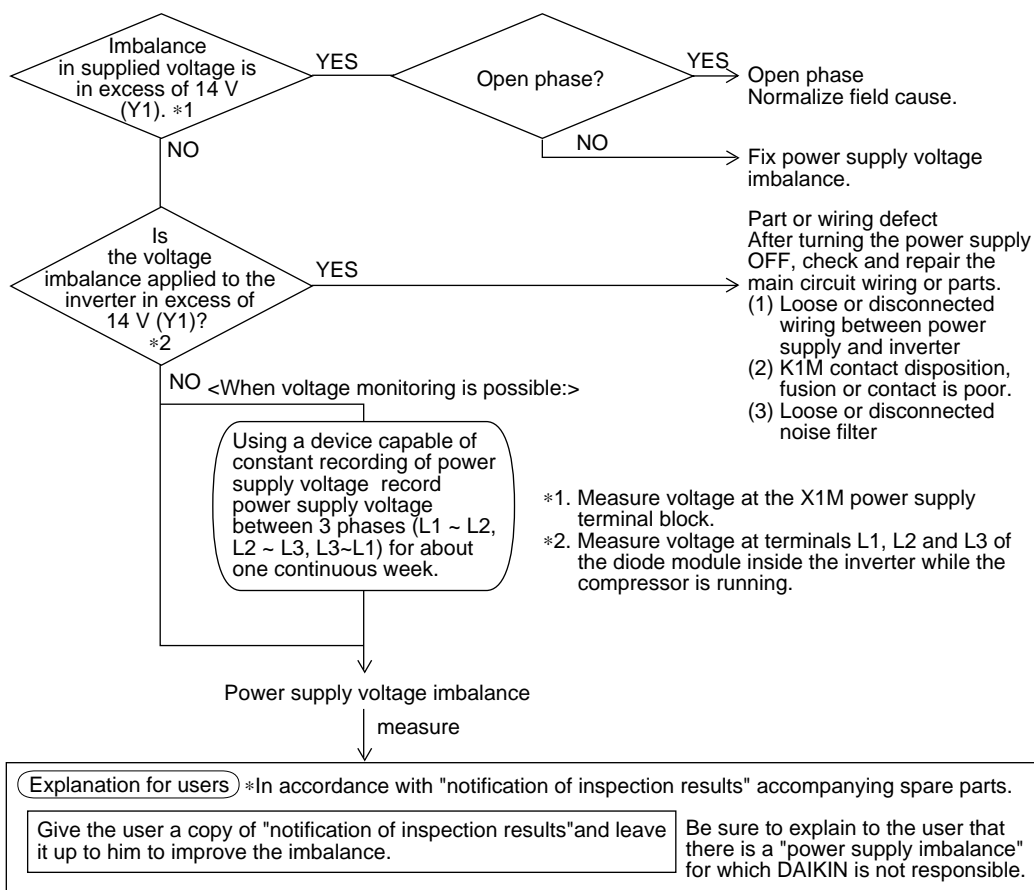 Imbalance
in supplied voltage is
in excess of 14 V
(Y1). *1
YES
Open phase?
YES
Open phase
Normalize field cause.
NO
NO
Fix power supply voltage
imbalance.
Is
the voltage
imbalance applied to the
inverter in excess of
14 V (Y1)?
*2
YES
Part or wiring defect
After turning the power supply
OFF, check and repair the
main circuit wiring or parts.
(1) Loose or disconnected
wiring between power
supply and inverter
(2) K1M contact disposition,
fusion or contact is poor.
(3) Loose or disconnected
noise filter
NO <When voltage monitoring is possible:>
Using a device capable of
constant recording of power
supply voltage record
power supply voltage
between 3 phases (L1 ~ L2,
L2 ~ L3, L3~L1) for about
one continuous week.
*1. Measure voltage at the X1M power supply
terminal block.
*2. Measure voltage at terminals L1, L2 and L3 of
the diode module inside the inverter while the
compressor is running.
Power supply voltage imbalance
measure
Explanation for users *In accordance with "notification of inspection results" accompanying spare parts.
Give the user a copy of "notification of inspection results"and leave
it up to him to improve the imbalance.
Be sure to explain to the user that
there is a "power supply imbalance"
for which DAIKIN is not responsible.